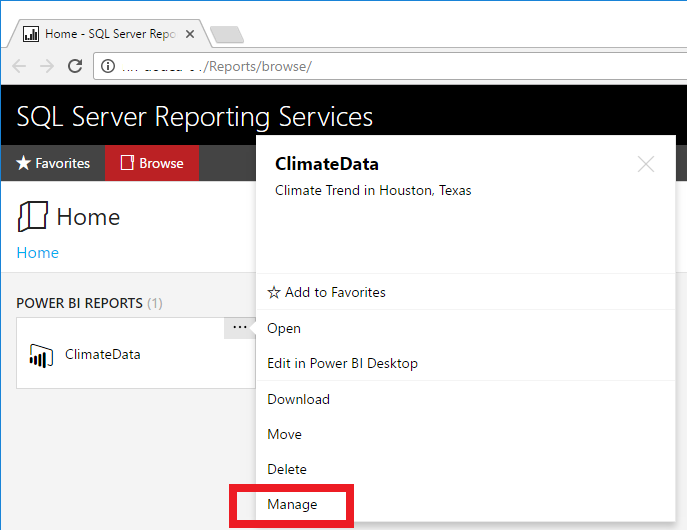 Home - SQL Server Repo
/Reports/browse/
SQL Server Reporting Services
Favorites
Browse
ClimateData
Climate Trend in Houston, Texas
Home
Home
Add to Favorites
POWER BI REPORTS (1)
...
Open
ClimateData
Edit in Power BI Desktop
Download
Move
Delete
Manage